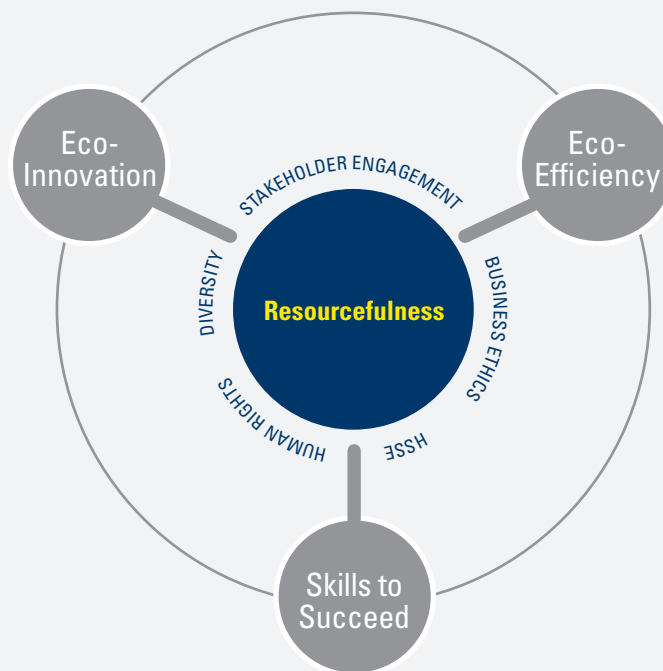 Eco-
Innovation
Eco-
Efficiency
STAKEHOLDER ENGAGEMENT
DIVERSITY
Resourcefulness
BUSINESS ETHICS
HUMAN RIGHTS
HSSE
Skills to
Succeed